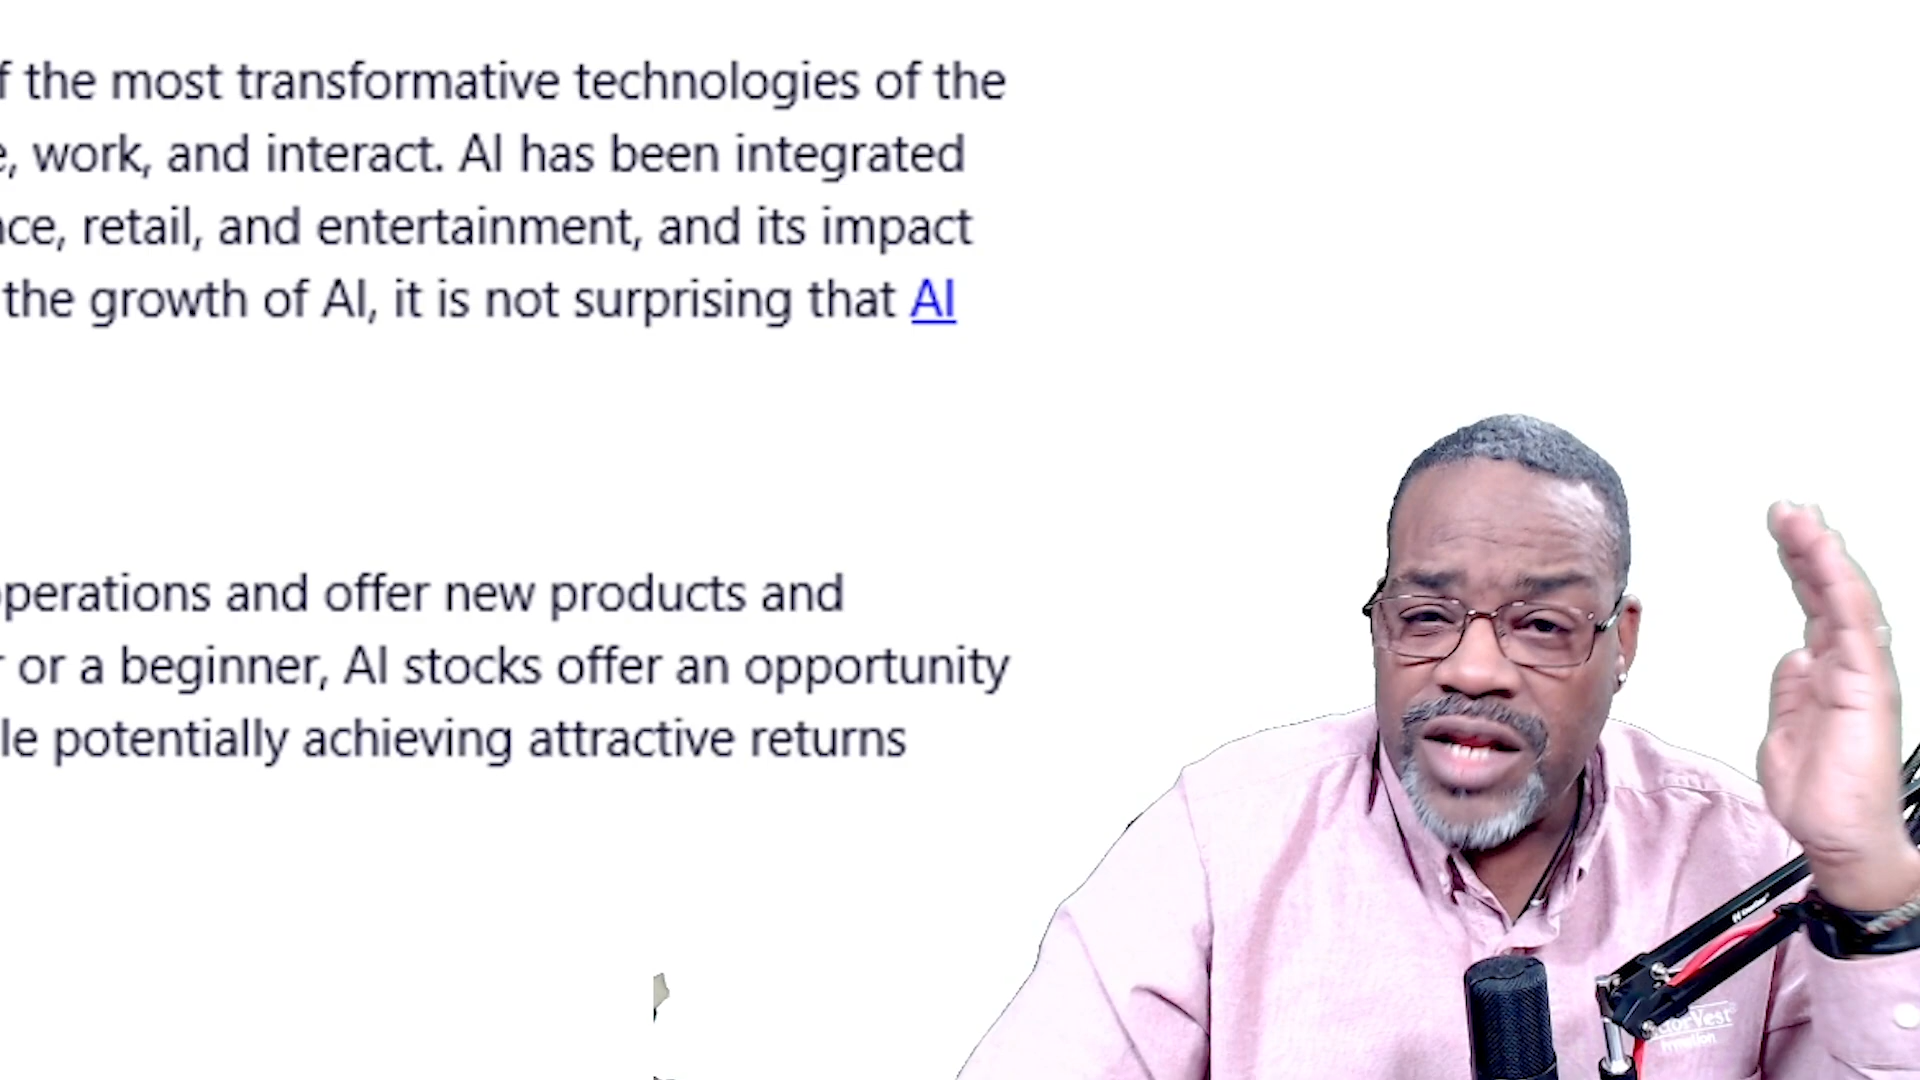 f the most transformative technologies of the
e, work, and interact. AI has been integrated
nce, retail, and entertainment, and its impact
the growth of AI, it is not surprising that AI
operations and offer new products and
r or a beginner, AI stocks offer an opportunity
le potentially achieving attractive returns